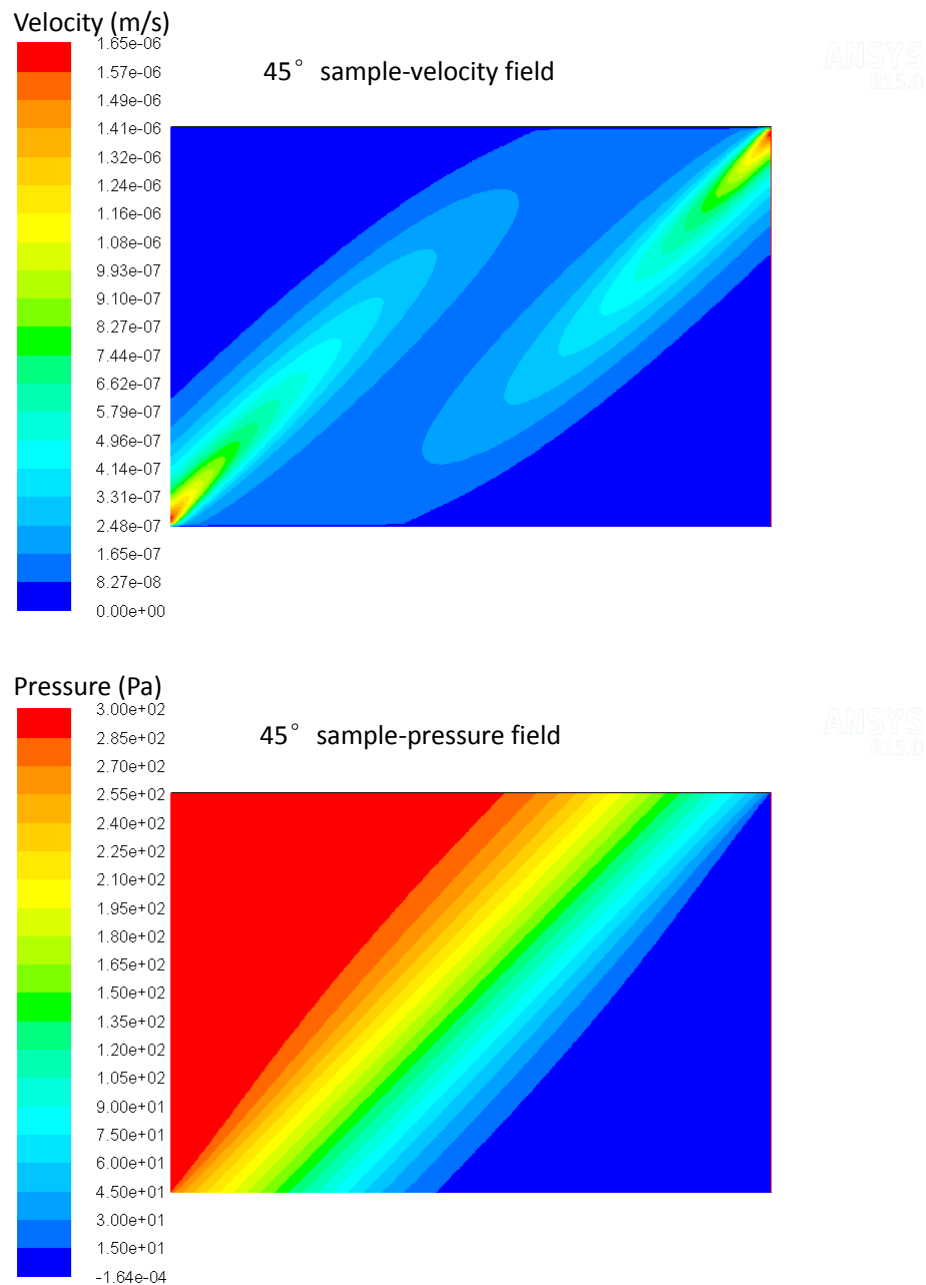 Velocity (m/s)
1.65e-06
1.57e-06
1.49e-06
1.41e-06
1.32e-06
1.24e-06
1.16e-06
1.08e-06
9.93e-07
9.10e-07
8.27e-07
7.44e-07
6.62e-07
5.79e-07
4.96e-07
4.14e-07
3.31e-07
2.48e-07
1.65e-07
8.27e-08
0.00e+00
45° sample-velocity field
ANSYS
R15.0
Pressure (Pa)
3.00e+02
2.85e+02
2.70e+02
2.55e+02
2.40e+02
2.25e+02
2.10e+02
1.95e+02
1.80e+02
1.65e+02
1.50e+02
1.35e+02
1.20e+02
1.05e+02
9.00e+01
7.50e+01
6.00e+01
4.50e+01
3.00e+01
1.50e+01
-1.64e-04
45° sample-pressure field
ANSYS
R15.0